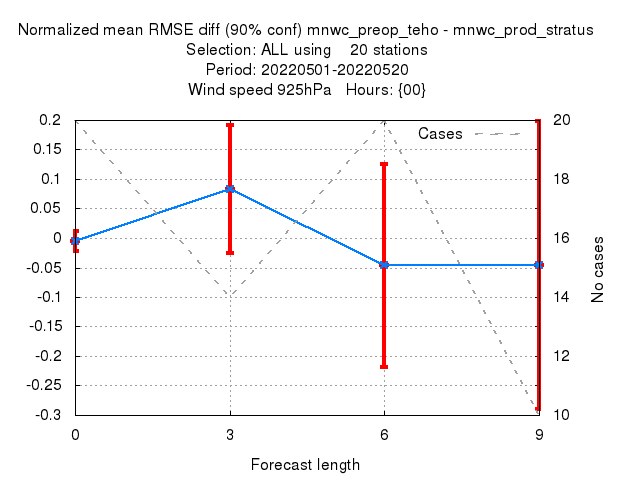 Normalized mean RMSE diff (90% conf) mnwc_preop_teho - mnwc_prod_stratus
Selection: ALL using    20 stations
Period: 20220501-20220520
Wind speed 925hPa   Hours: {00}
Cases
0.2
0.15
0.1
0.05
0
-0.05
-0.1
-0.15
-0.2
-0.25
-0.3
20
18
16
14
12
10
No cases
0 3 6 9
Forecast length